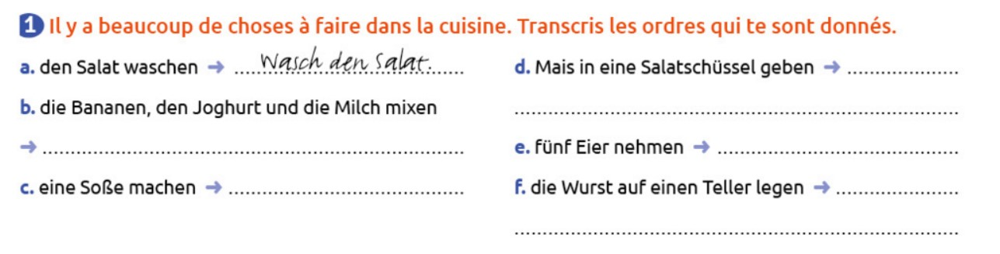 1 Il y a beaucoup de choses à faire dans la cuisine. Transcris les ordres qui te sont donnés.
a. den Salat waschen ➜ ....Wasch den Salat.......
b. die Bananen, den Joghurt und die Milch mixen
➜ ..........................................................................
c. eine Soße machen ➜ ..........................................
d. Mais in eine Salatschüssel geben ➜ ....................
................................................................................
e. fünf Eier nehmen ➜ ...........................................
f. die Wurst auf einen Teller legen ➜ ......................
................................................................................